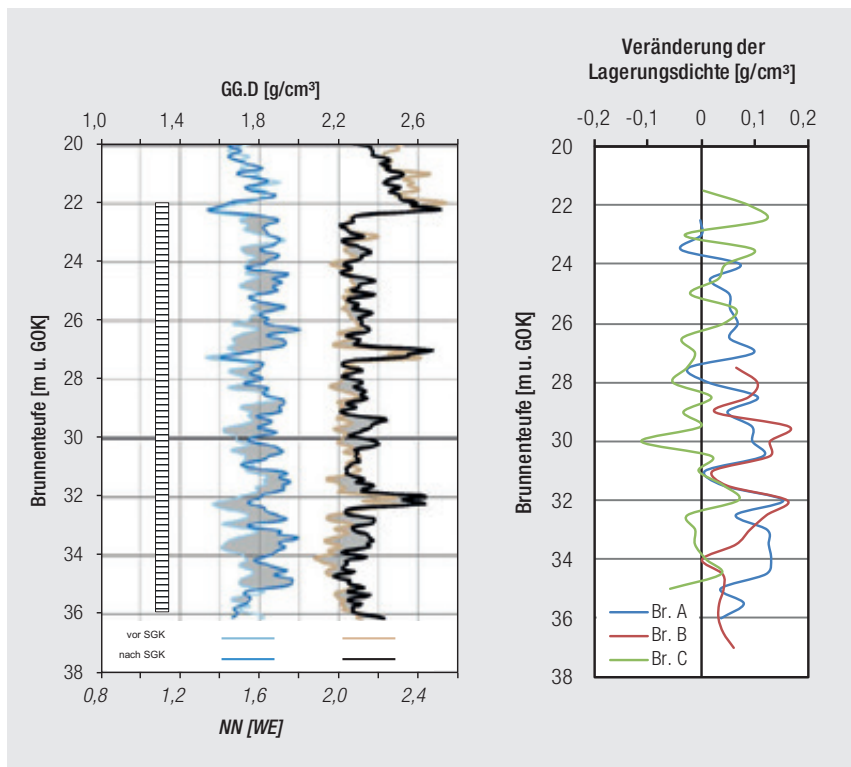 GG.D [g/cm³]
1,0 1,4 1,8 2,2 2,6
20
22
24
26
28
30
32
34
36
38
Brunnenteufe [m u. GOK]
vor SGK
nach SGK
0,8 1,2 1,6 2,0 2,4
NN [WE]
Veränderung der
Lagerungsdichte [g/cm³]
-0,2 -0,1 0 0,1 0,2
20
22
24
26
28
30
32
34
36
38
Brunnenteufe [m u. GOK]
Br. A
Br. B
Br. C